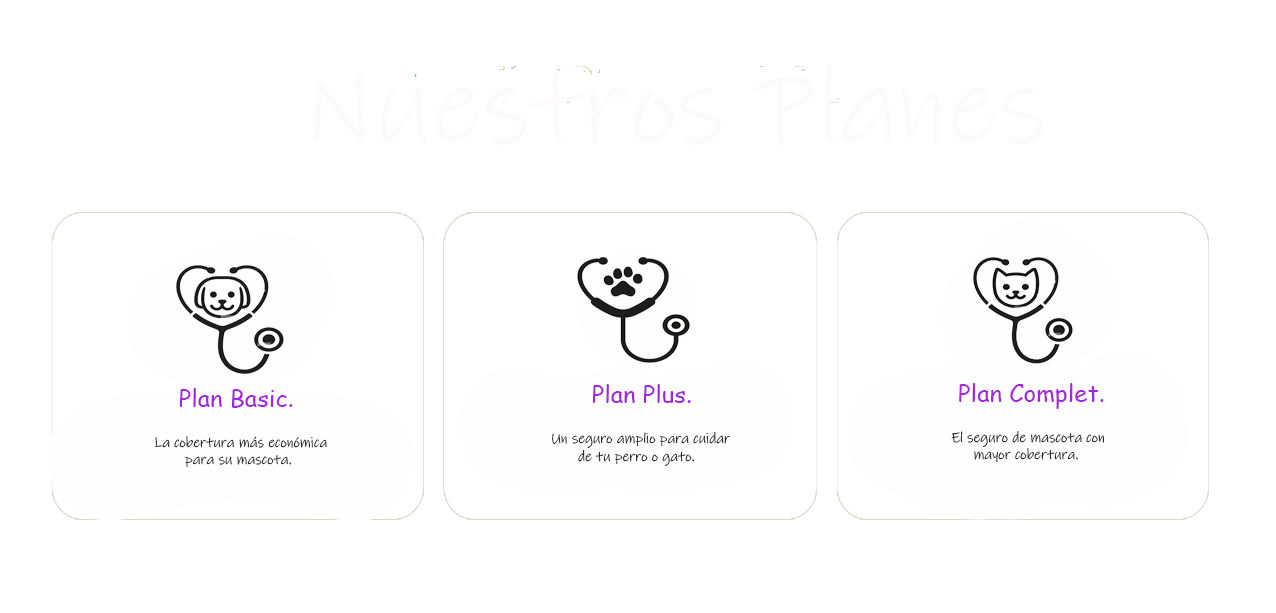 Nuestros Planes
Plan Basic.
La cobertura más económica
para su mascota.
Plan Plus.
Un seguro amplio para cuidar
de tu perro o gato.
Plan Complet.
El seguro de mascota con
mayor cobertura.